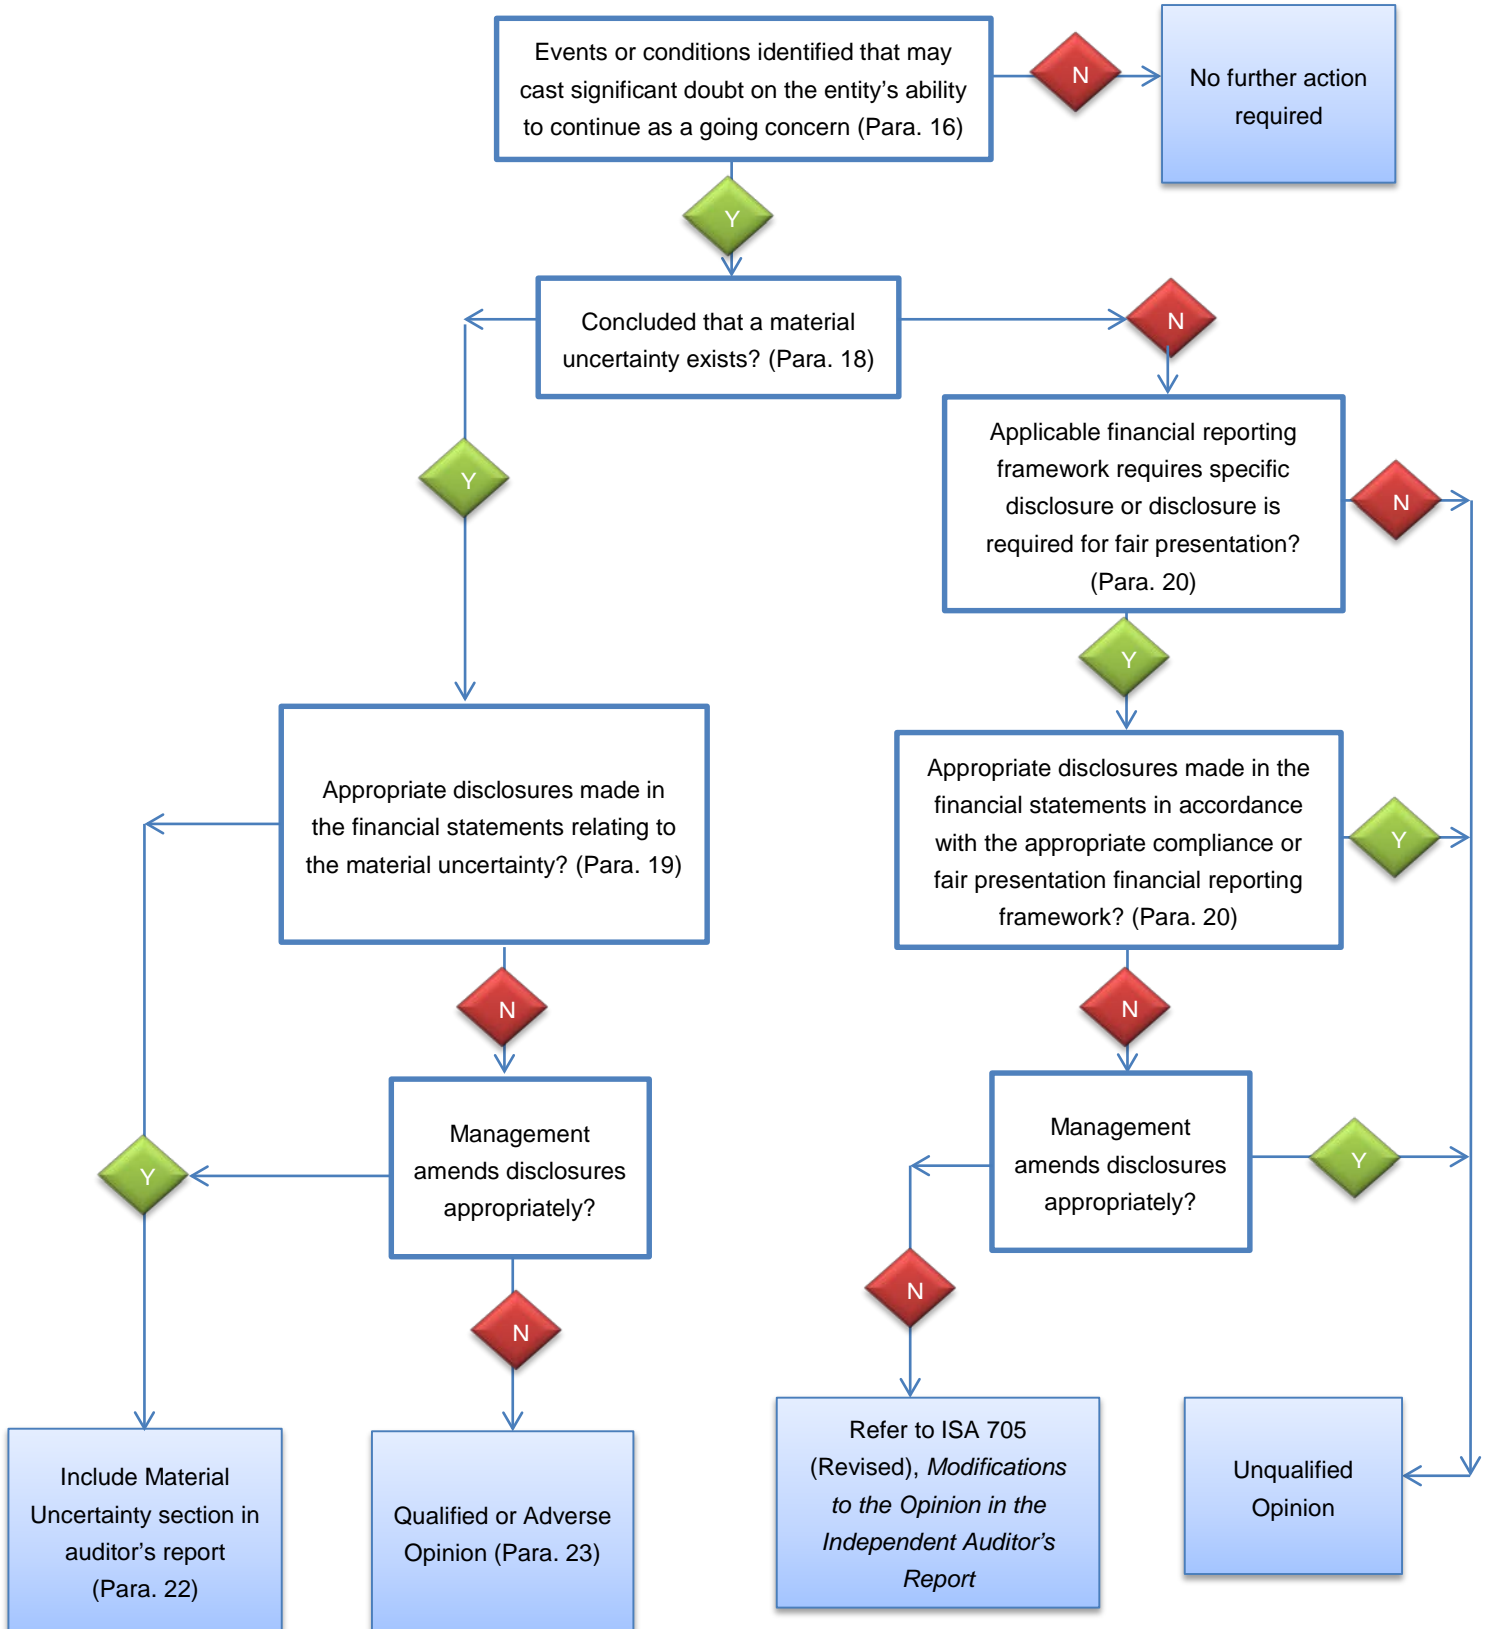 Events or conditions identified that may
cast significant doubt on the entity’s ability
to continue as a going concern (Para. 16)
N
No further action
required
Y
Concluded that a material
uncertainty exists? (Para. 18)
N
Y
Applicable financial reporting
framework requires specific
disclosure or disclosure is
required for fair presentation?
(Para. 20)
N
Y
Appropriate disclosures made in
the financial statements relating to
the material uncertainty? (Para. 19)
Appropriate disclosures made in the
financial statements in accordance
with the appropriate compliance or
fair presentation financial reporting
framework? (Para. 20)
Y
N
N
Management
amends disclosures
appropriately?
Y
Management
amends disclosures
appropriately?
Y
N
N
Include Material
Uncertainty section in
auditor’s report
(Para. 22)
Qualified or Adverse
Opinion (Para. 23)
Refer to ISA 705
(Revised), Modifications
to the Opinion in the
Independent Auditor’s
Report
Unqualified
Opinion